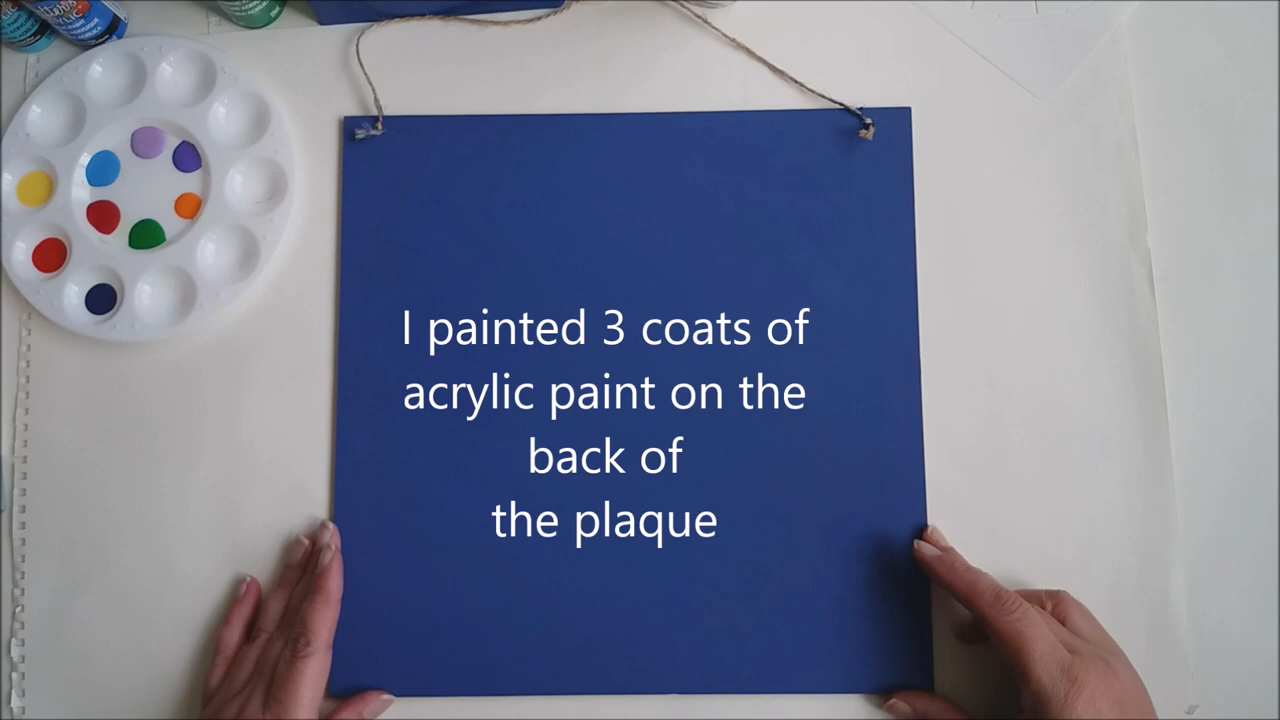 I painted 3 coats of
acrylic paint on the
back of
the plaque